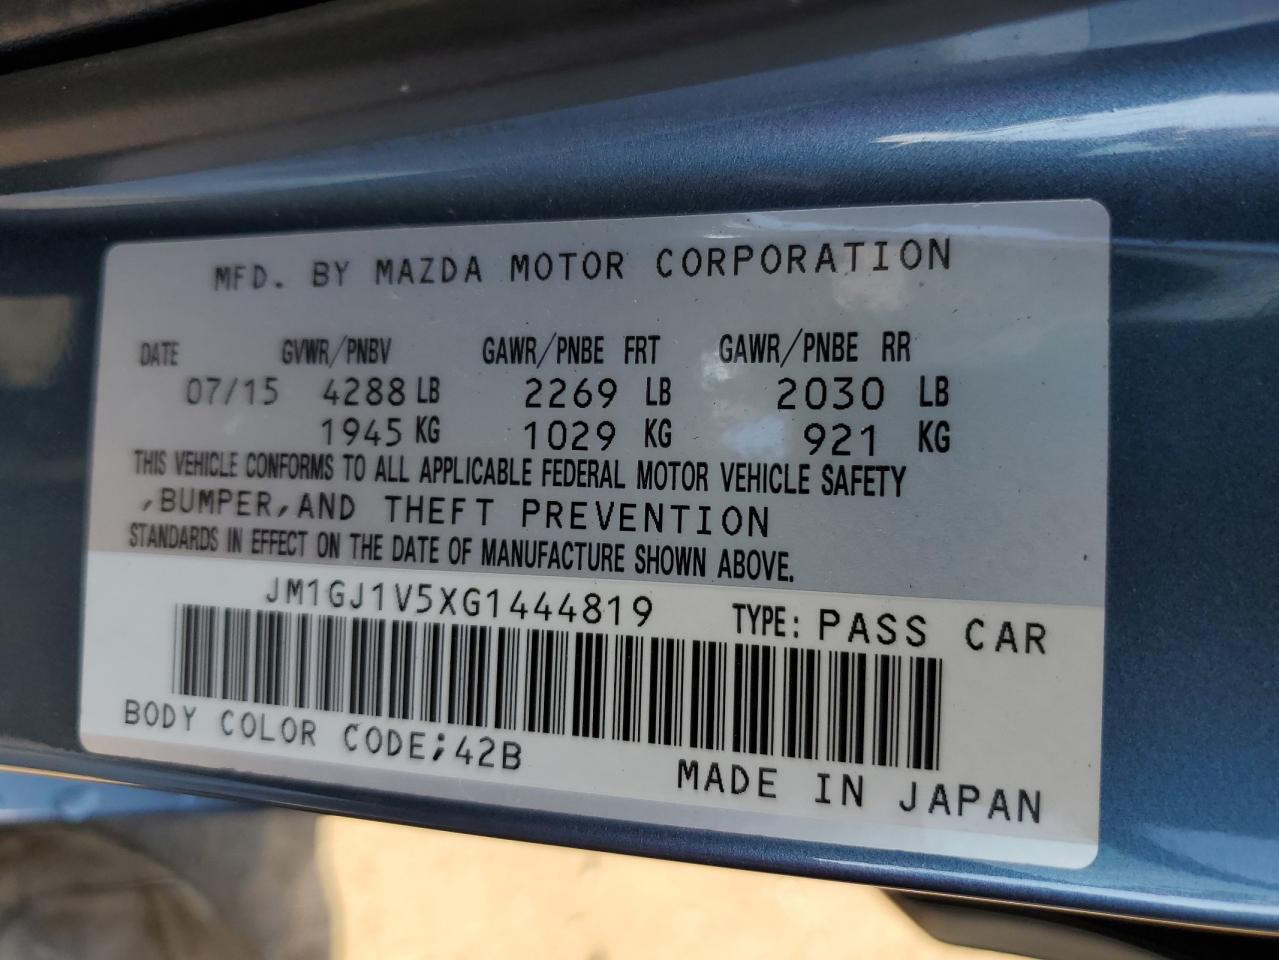 MFD. BY MAZDA MOTOR CORPORATION
DATE GVWR/PNBV GAWR/PNBE FRT GAWR/PNBE RR
07/15 4288 LB 2269 LB 2030 LB
1945 KG 1029 KG 921 KG
THIS VEHICLE CONFORMS TO ALL APPLICABLE FEDERAL MOTOR VEHICLE SAFETY
,BUMPER,AND THEFT PREVENTION
STANDARDS IN EFFECT ON THE DATE OF MANUFACTURE SHOWN ABOVE.
JM1GJ1V5XG1444819 TYPE: PASS CAR
BODY COLOR CODE;42B
MADE IN JAPAN